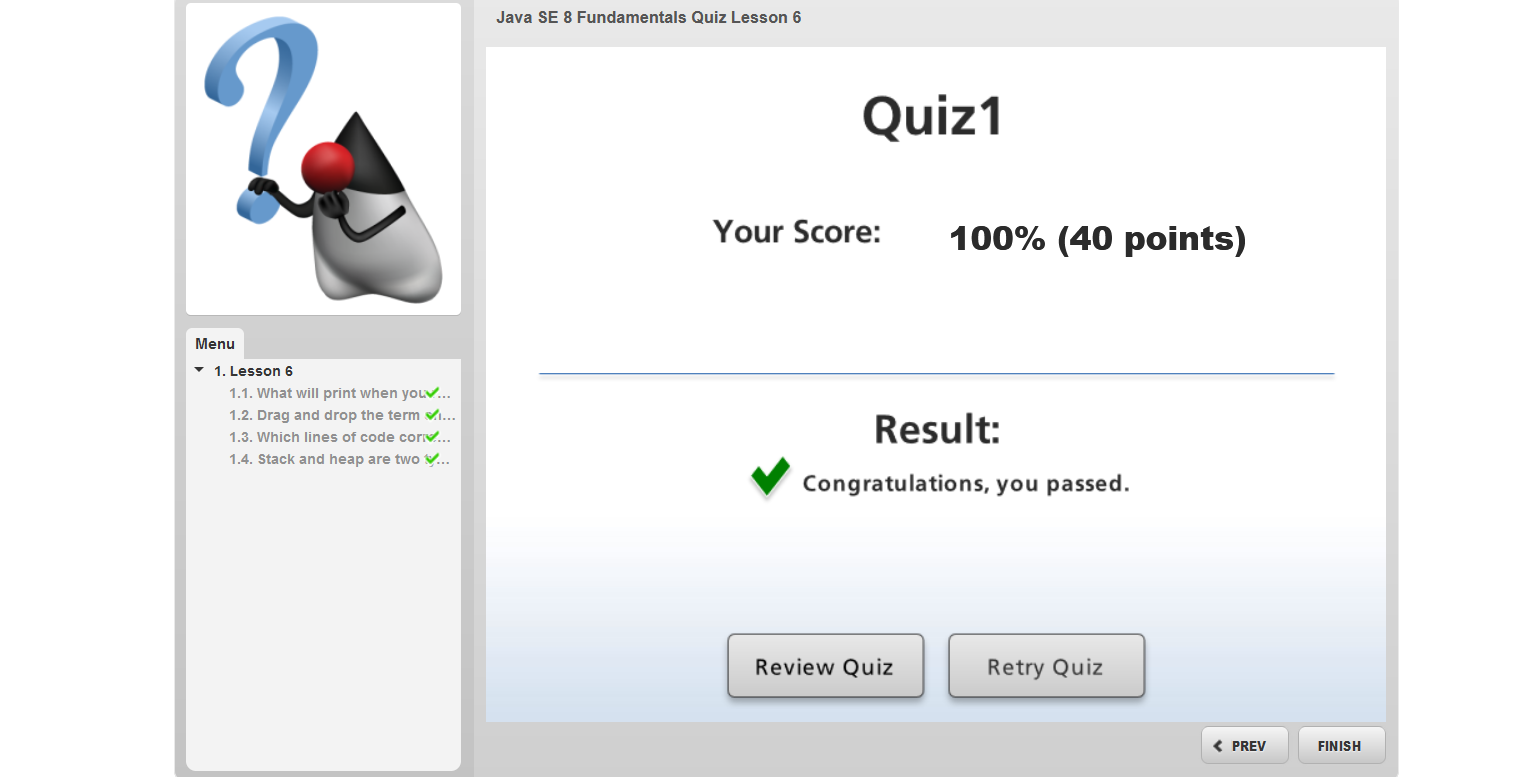 Java SE 8 Fundamentals Quiz Lesson 6
Quiz1
Your Score: 100% (40 points)
Result:
Congratulations, you passed.
Review Quiz Retry Quiz
PREV FINISH
Menu
1. Lesson 6
1.1. What will print when you...
1.2. Drag and drop the term ...
1.3. Which lines of code ...
1.4. Stack and heap are two ...